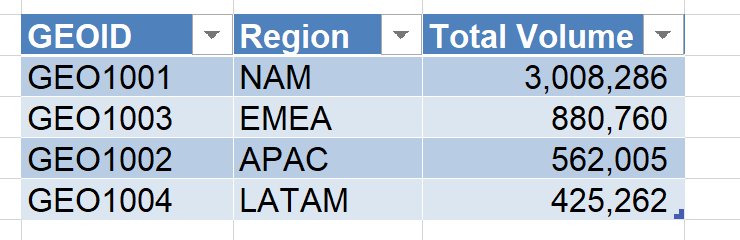 GEOID Region Total Volume
GEO1001 NAM 3,008,286
GEO1003 EMEA 880,760
GEO1002 APAC 562,005
GEO1004 LATAM 425,262